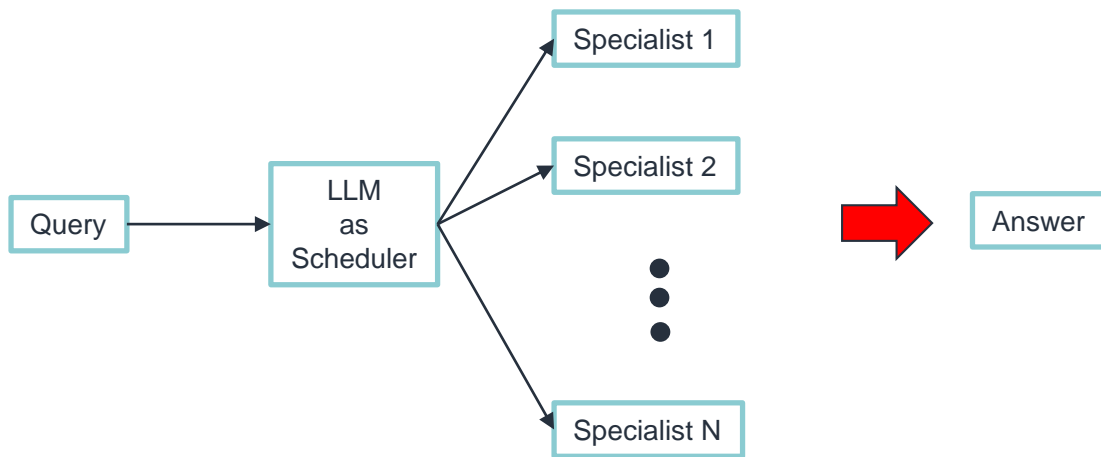 Query
LLM
as
Scheduler
Specialist 1
Specialist 2
Specialist N
Answer